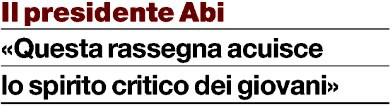 Il presidente Abi
«Questa rassegna acuisce
lo spirito critico dei giovani»